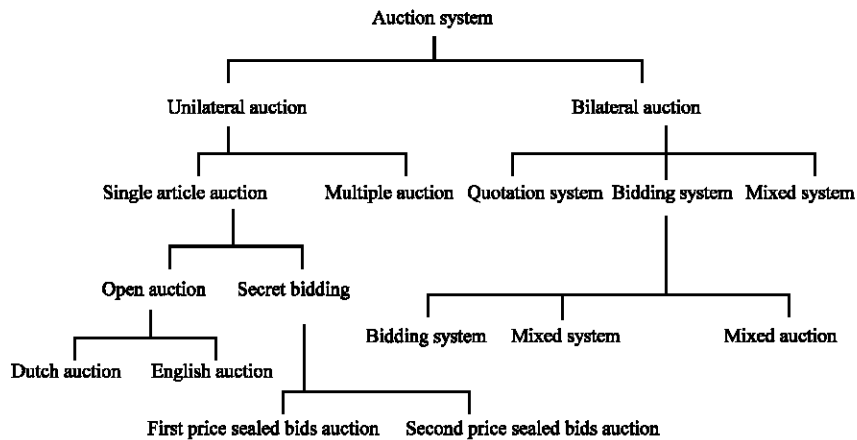 Auction system
Unilateral auction
Bilateral auction
Single article auction
Multiple auction
Quotation system
Bidding system
Mixed system
Open auction
Secret bidding
Bidding system
Mixed system
Mixed auction
Dutch auction
English auction
First price sealed bids auction
Second price sealed bids auction